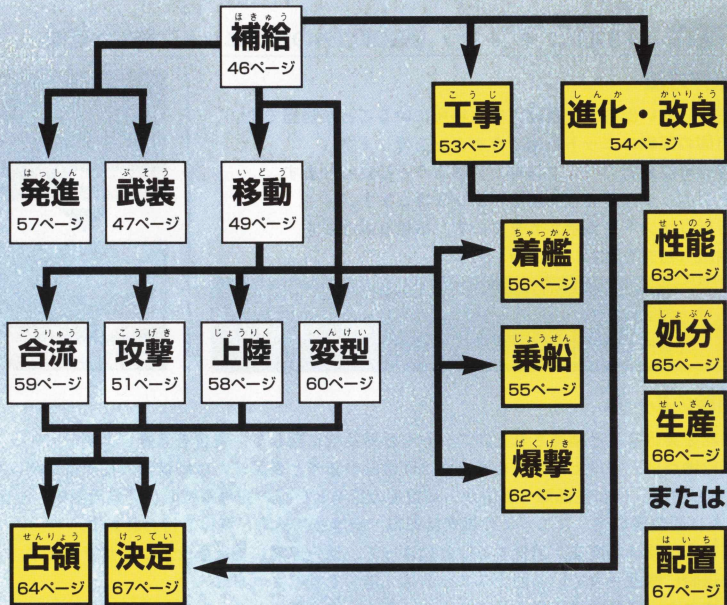 ほきゅう
補給
46ページ
こうじ
工事
53ページ
しんか かいりょう
進化・改良
54ページ
はっしん
発進
57ページ
ぶそう
武装
47ページ
いどう
移動
49ページ
ちゃっかん
着艦
56ページ
せいのう
性能
63ページ
ごうりゅう
合流
59ページ
こうげき
攻撃
51ページ
じょうりく
上陸
58ページ
へんけい
変型
60ページ
じょうせん
乗船
55ページ
しょぶん
処分
65ページ
ばくげき
爆撃
62ページ
せいさん
生産
66ページ
または
せんりょう
占領
64ページ
けってい
決定
67ページ
はいち
配置
67ページ